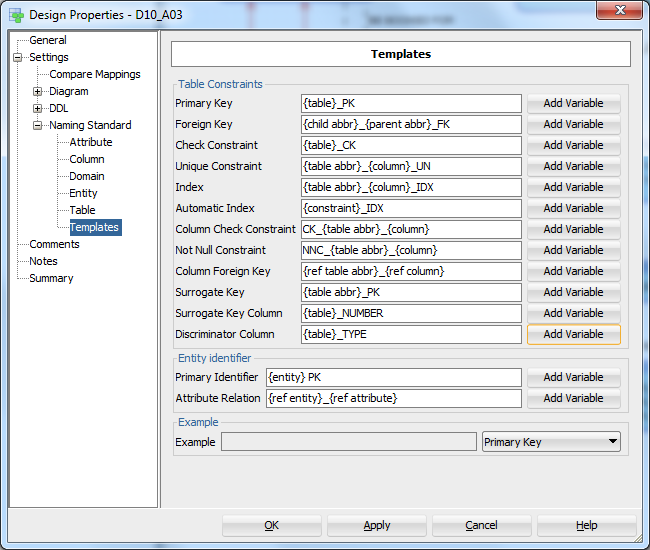 Design Properties - D10_A03
General
Settings
Compare Mappings
Diagram
DDL
Naming Standard
Attribute
Column
Domain
Entity
Table
Templates
Comments
Notes
Summary
Templates
Table Constraints
Primary Key {table}_PK Add Variable
Foreign Key {child abbr}_{parent abbr}_FK Add Variable
Check Constraint {table}_CK Add Variable
Unique Constraint {table abbr}_{column}_UN Add Variable
Index {table abbr}_{column}_IDX Add Variable
Automatic Index {constraint}_IDX Add Variable
Column Check Constraint CK_{table abbr}_{column} Add Variable
Not Null Constraint NNC_{table abbr}_{column} Add Variable
Column Foreign Key {ref table abbr}_{ref column} Add Variable
Surrogate Key {table abbr}_PK Add Variable
Surrogate Key Column {table}_NUMBER Add Variable
Discriminator Column {table}_TYPE Add Variable
Entity identifier
Primary Identifier {entity} PK Add Variable
Attribute Relation {ref entity}_{ref attribute} Add Variable
Example
Example Primary Key
OK Apply Cancel Help